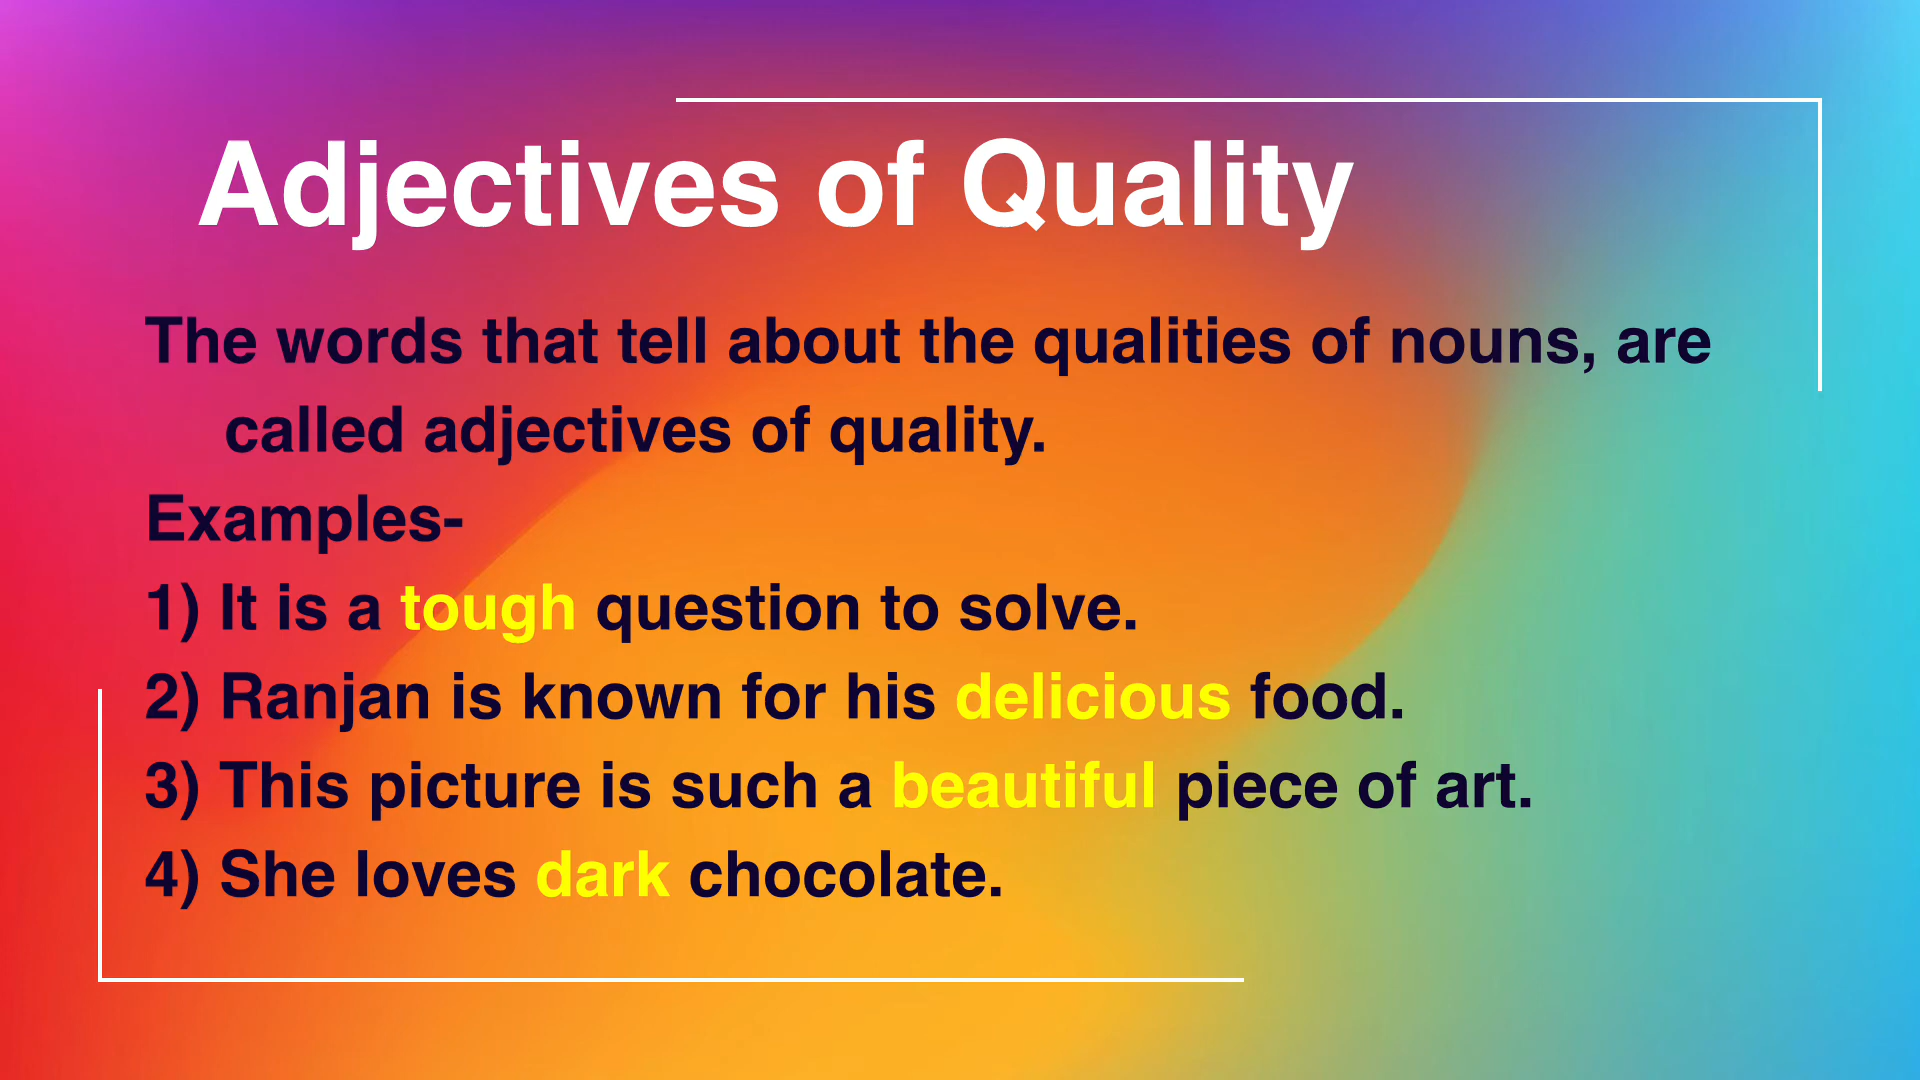 Adjectives of Quality
The words that tell about the qualities of nouns, are
called adjectives of quality.
Examples-
1) It is a tough question to solve.
2) Ranjan is known for his delicious food.
3) This picture is such a beautiful piece of art.
4) She loves dark chocolate.